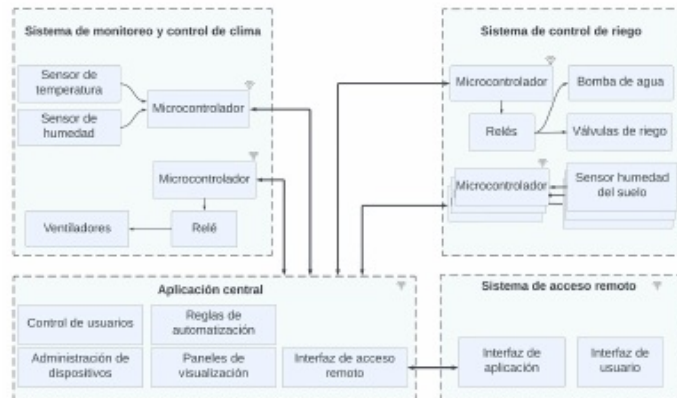 Sistema de monitoreo y control de clima
Sensor de
temperatura
Sensor de
humedad
Microcontrolador
Microcontrolador
Ventiladores
Relé
Sistema de control de riego
Microcontrolador
Bomba de agua
Relés
Válvulas de riego
Microcontrolador
Sensor humedad
del suelo
Aplicación central
Control de usuarios
Reglas de
automatización
Administración de
dispositivos
Paneles de
visualización
Interfaz de acceso
remoto
Sistema de acceso remoto
Interfaz de
aplicación
Interfaz de
usuario